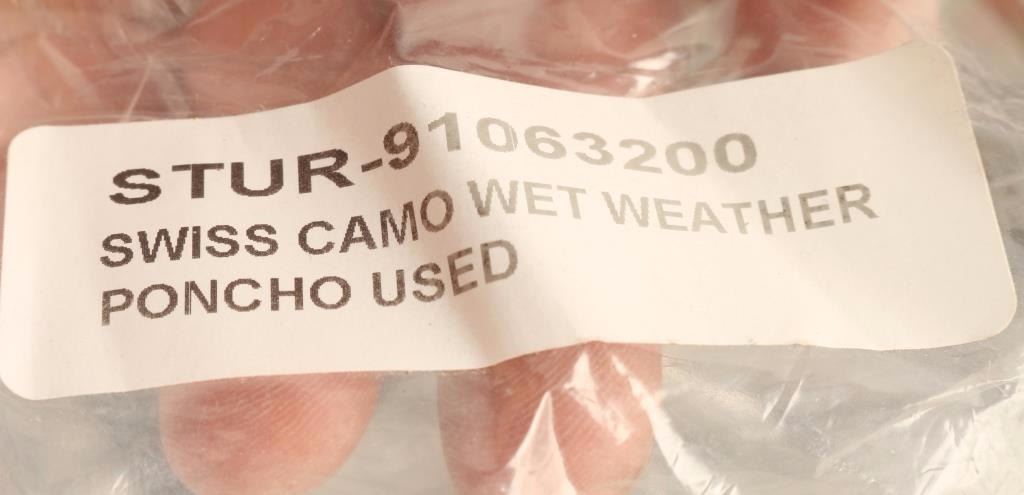 STUR-91063200
SWISS CAMO WET WEATHER
PONCHO USED